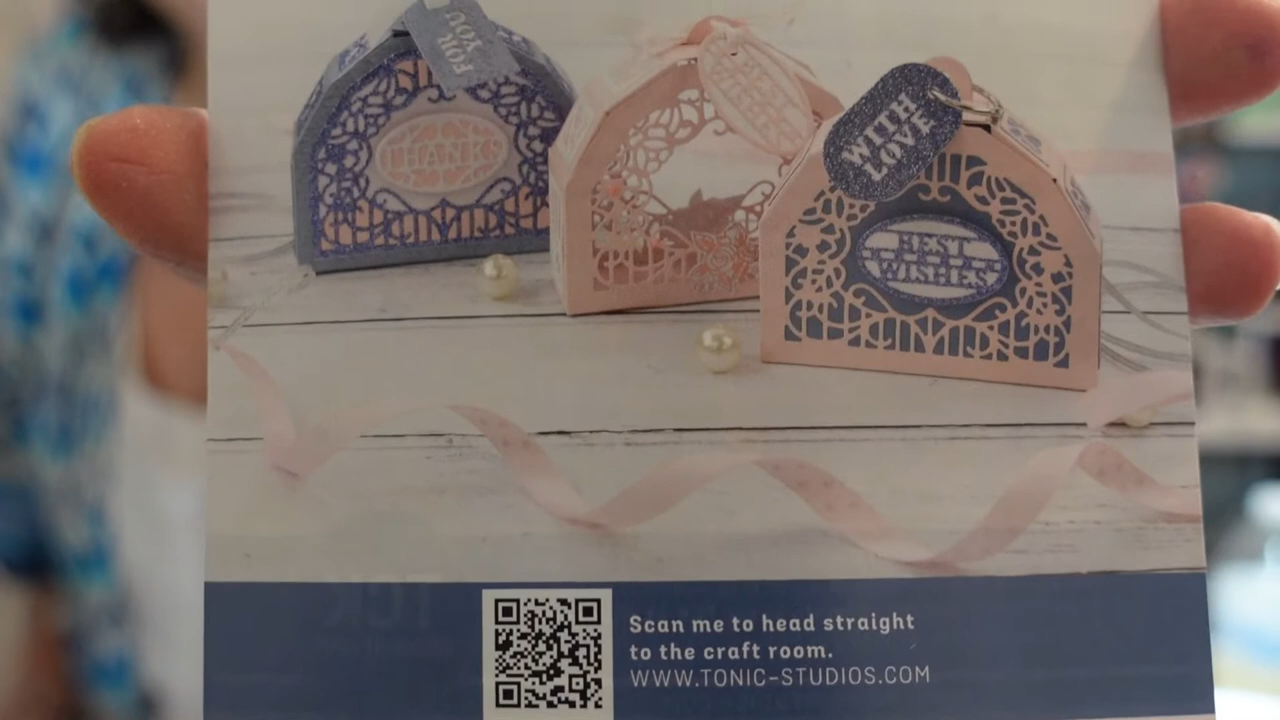 FOR
YOU
THANKS
BEST
WITH
LOVE
BEST
WISHES
Scan me to head straight
to the craft room.
WWW.TONIC-STUDIOS.COM